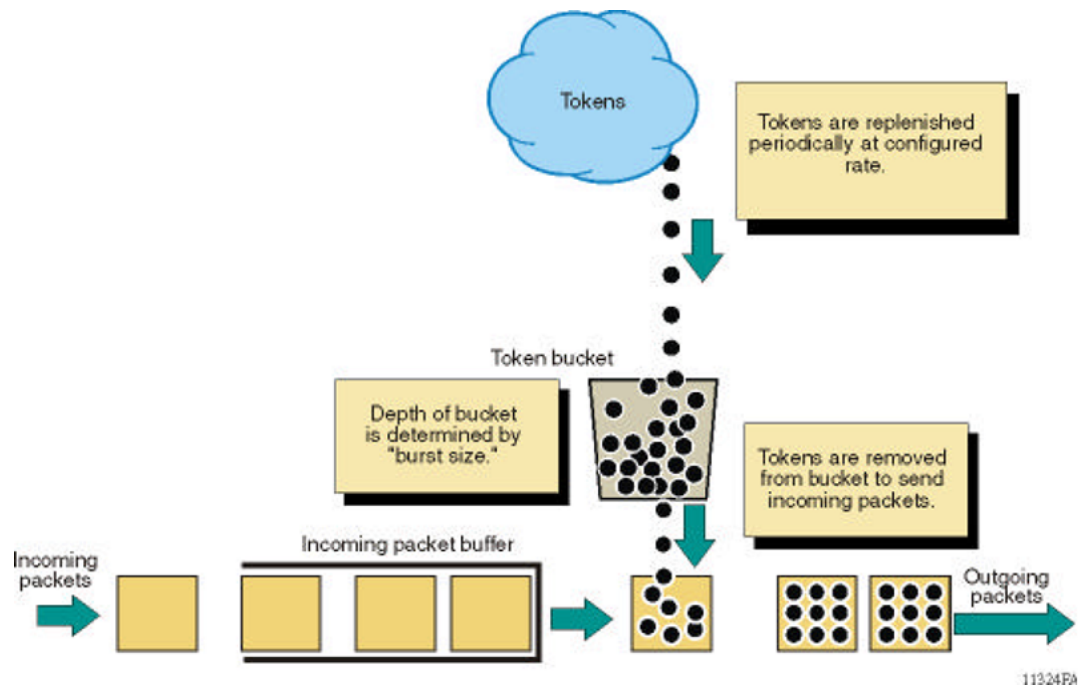 Tokens
Tokens are replenished
periodically at configured
rate.
Token bucket
Depth of bucket
is determined by
"burst size."
Tokens are removed
from bucket to send
incoming packets.
Incoming packet buffer
Incoming
packets
Outgoing
packets
11324PA